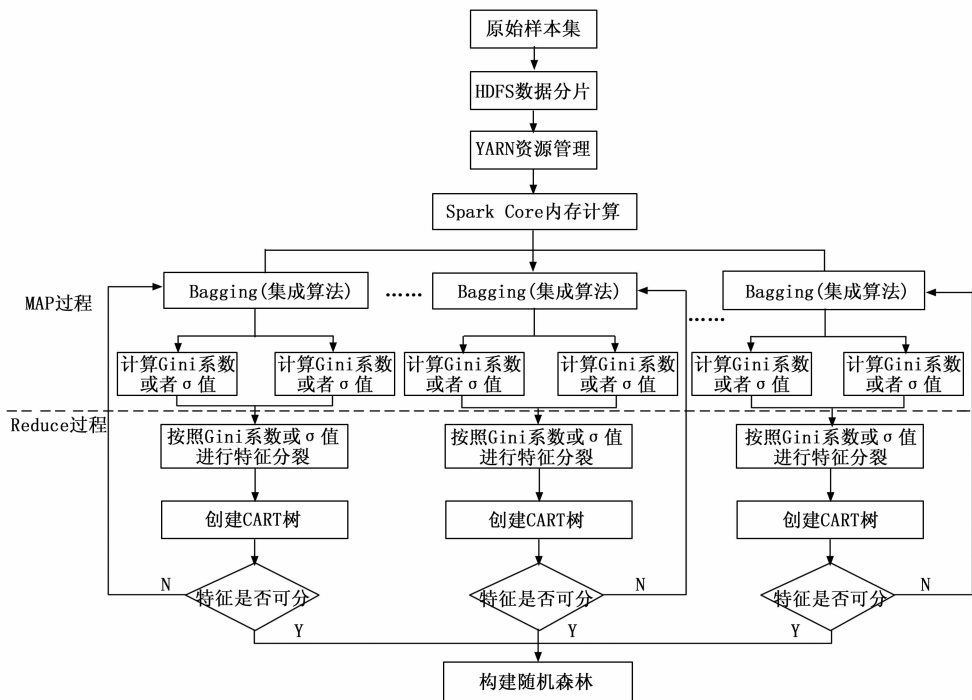 原始样本集
HDFS数据分片
YARN资源管理
Spark Core内存计算
MAP过程
Bagging(集成算法)
……
Bagging(集成算法)
……
Bagging(集成算法)
计算Gini系数
或者σ值
计算Gini系数
或者σ值
计算Gini系数
或者σ值
计算Gini系数
或者σ值
计算Gini系数
或者σ值
计算Gini系数
或者σ值
Reduce过程
按照Gini系数或σ值
进行特征分裂
按照Gini系数或σ值
进行特征分裂
按照Gini系数或σ值
进行特征分裂
创建CART树
创建CART树
创建CART树
N
特征是否可分
Y
特征是否可分
N
Y
特征是否可分
N
Y
构建随机森林